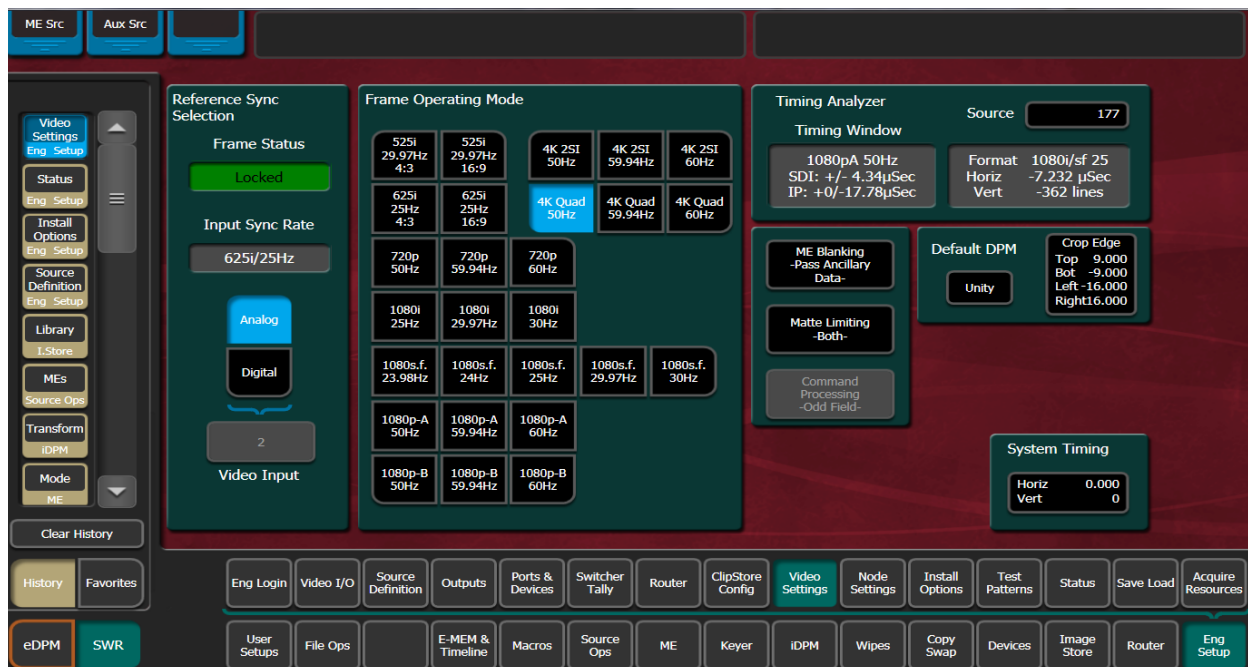 ME Src
Aux Src
Video
Settings
Eng Setup
Status
Eng Setup
Install
Options
Eng Setup
Source
Definition
Eng Setup
Library
I.Store
MEs
Source Ops
Transform
iDPM
Mode
ME
Clear History
History
Favorites
eDPM
SWR
Reference Sync
Selection
Frame Status
Locked
Input Sync Rate
625i/25Hz
Analog
Digital
2
Video Input
Frame Operating Mode
525i
29.97Hz
4:3
525i
29.97Hz
16:9
4K 2SI
50Hz
4K 2SI
59.94Hz
4K 2SI
60Hz
625i
25Hz
4:3
625i
25Hz
16:9
4K Quad
50Hz
4K Quad
59.94Hz
4K Quad
60Hz
720p
50Hz
720p
59.94Hz
720p
60Hz
1080i
25Hz
1080i
29.97Hz
1080i
30Hz
1080s.f.
23.98Hz
1080s.f.
24Hz
1080s.f.
25Hz
1080s.f.
29.97Hz
1080s.f.
30Hz
1080p-A
50Hz
1080p-A
59.94Hz
1080p-A
60Hz
1080p-B
50Hz
1080p-B
59.94Hz
1080p-B
60Hz
Timing Analyzer
Timing Window
1080pA 50Hz
SDI: +/- 4.34µSec
IP: +0/-17.78µSec
Source 177
Format 1080i/sf 25
Horiz -7.232 µSec
Vert -362 lines
ME Blanking
-Pass Ancillary
Data-
Matte Limiting
-Both-
Command
Processing
-Odd Field-
Default DPM
Unity
Crop Edge
Top 9.000
Bot -9.000
Left -16.000
Right16.000
System Timing
Horiz 0.000
Vert 0
Eng Login
Video I/O
Source
Definition
Outputs
Ports &
Devices
Switcher
Tally
Router
ClipStore
Config
Video
Settings
Node
Settings
Install
Options
Test
Patterns
Status
Save Load
Acquire
Resources
User
Setups
File Ops
E-MEM &
Timeline
Macros
Source
Ops
ME
Keyer
iDPM
Wipes
Copy
Swap
Devices
Image
Store
Router
Eng
Setup